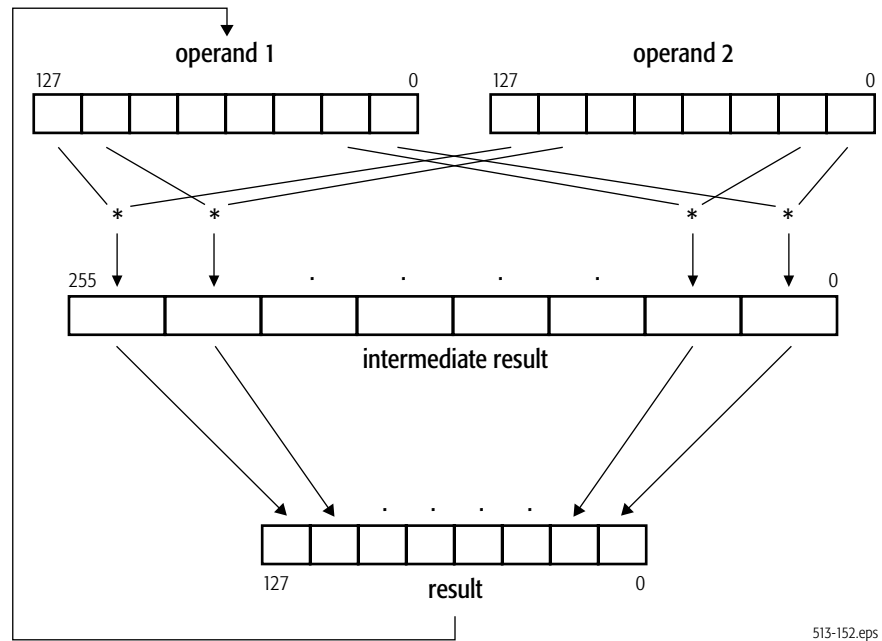 operand 1 operand 2
127 0 127 0
* * * *
255 . . . . 0
intermediate result
. . . .
127 result 0
513-152.eps